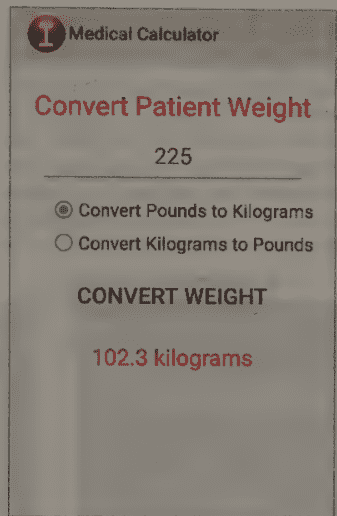 Medical Calculator
Convert Patient Weight
225
Convert Pounds to Kilograms
Convert Kilograms to Pounds
CONVERT WEIGHT
102.3 kilograms